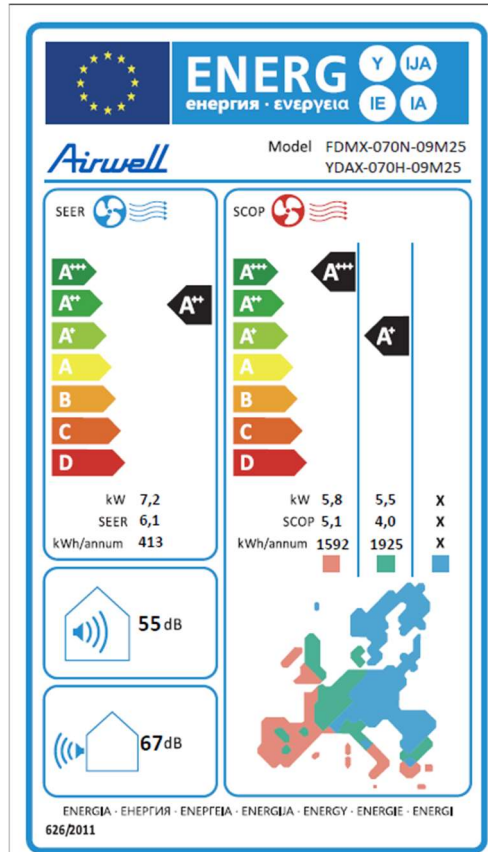 ENERG Y IJA
енергия · ενεργεια IE IA
Airwell Model FDMX-070N-09M25
YDAX-070H-09M25
SEER SCOP
A+++ A+++ A+++
A++ A++ A++
A+ A+ A+
A A
B B
C C
D D
kW 7,2 kW 5,8 5,5 X
SEER 6,1 SCOP 5,1 4,0 X
kWh/annum 413 kWh/annum 1592 1925 X
55 dB
67dB
ENERGIA · ЕНЕРГИЯ · ΕΝΕΡΓΕΙΑ · ENERGIJA · ENERGY · ENERGIE · ENERGI
626/2011